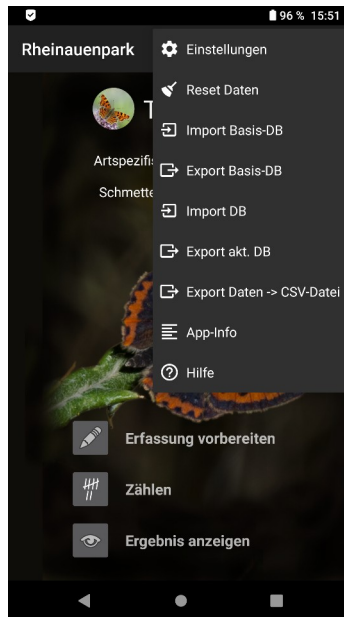 96 % 15:51
Rheinauenpark
Einstellungen
Reset Daten
Import Basis-DB
Export Basis-DB
Import DB
Export akt. DB
Export Daten -> CSV-Datei
App-Info
Hilfe
T
Artspezifis
Schmette
Erfassung vorbereiten
Zählen
Ergebnis anzeigen